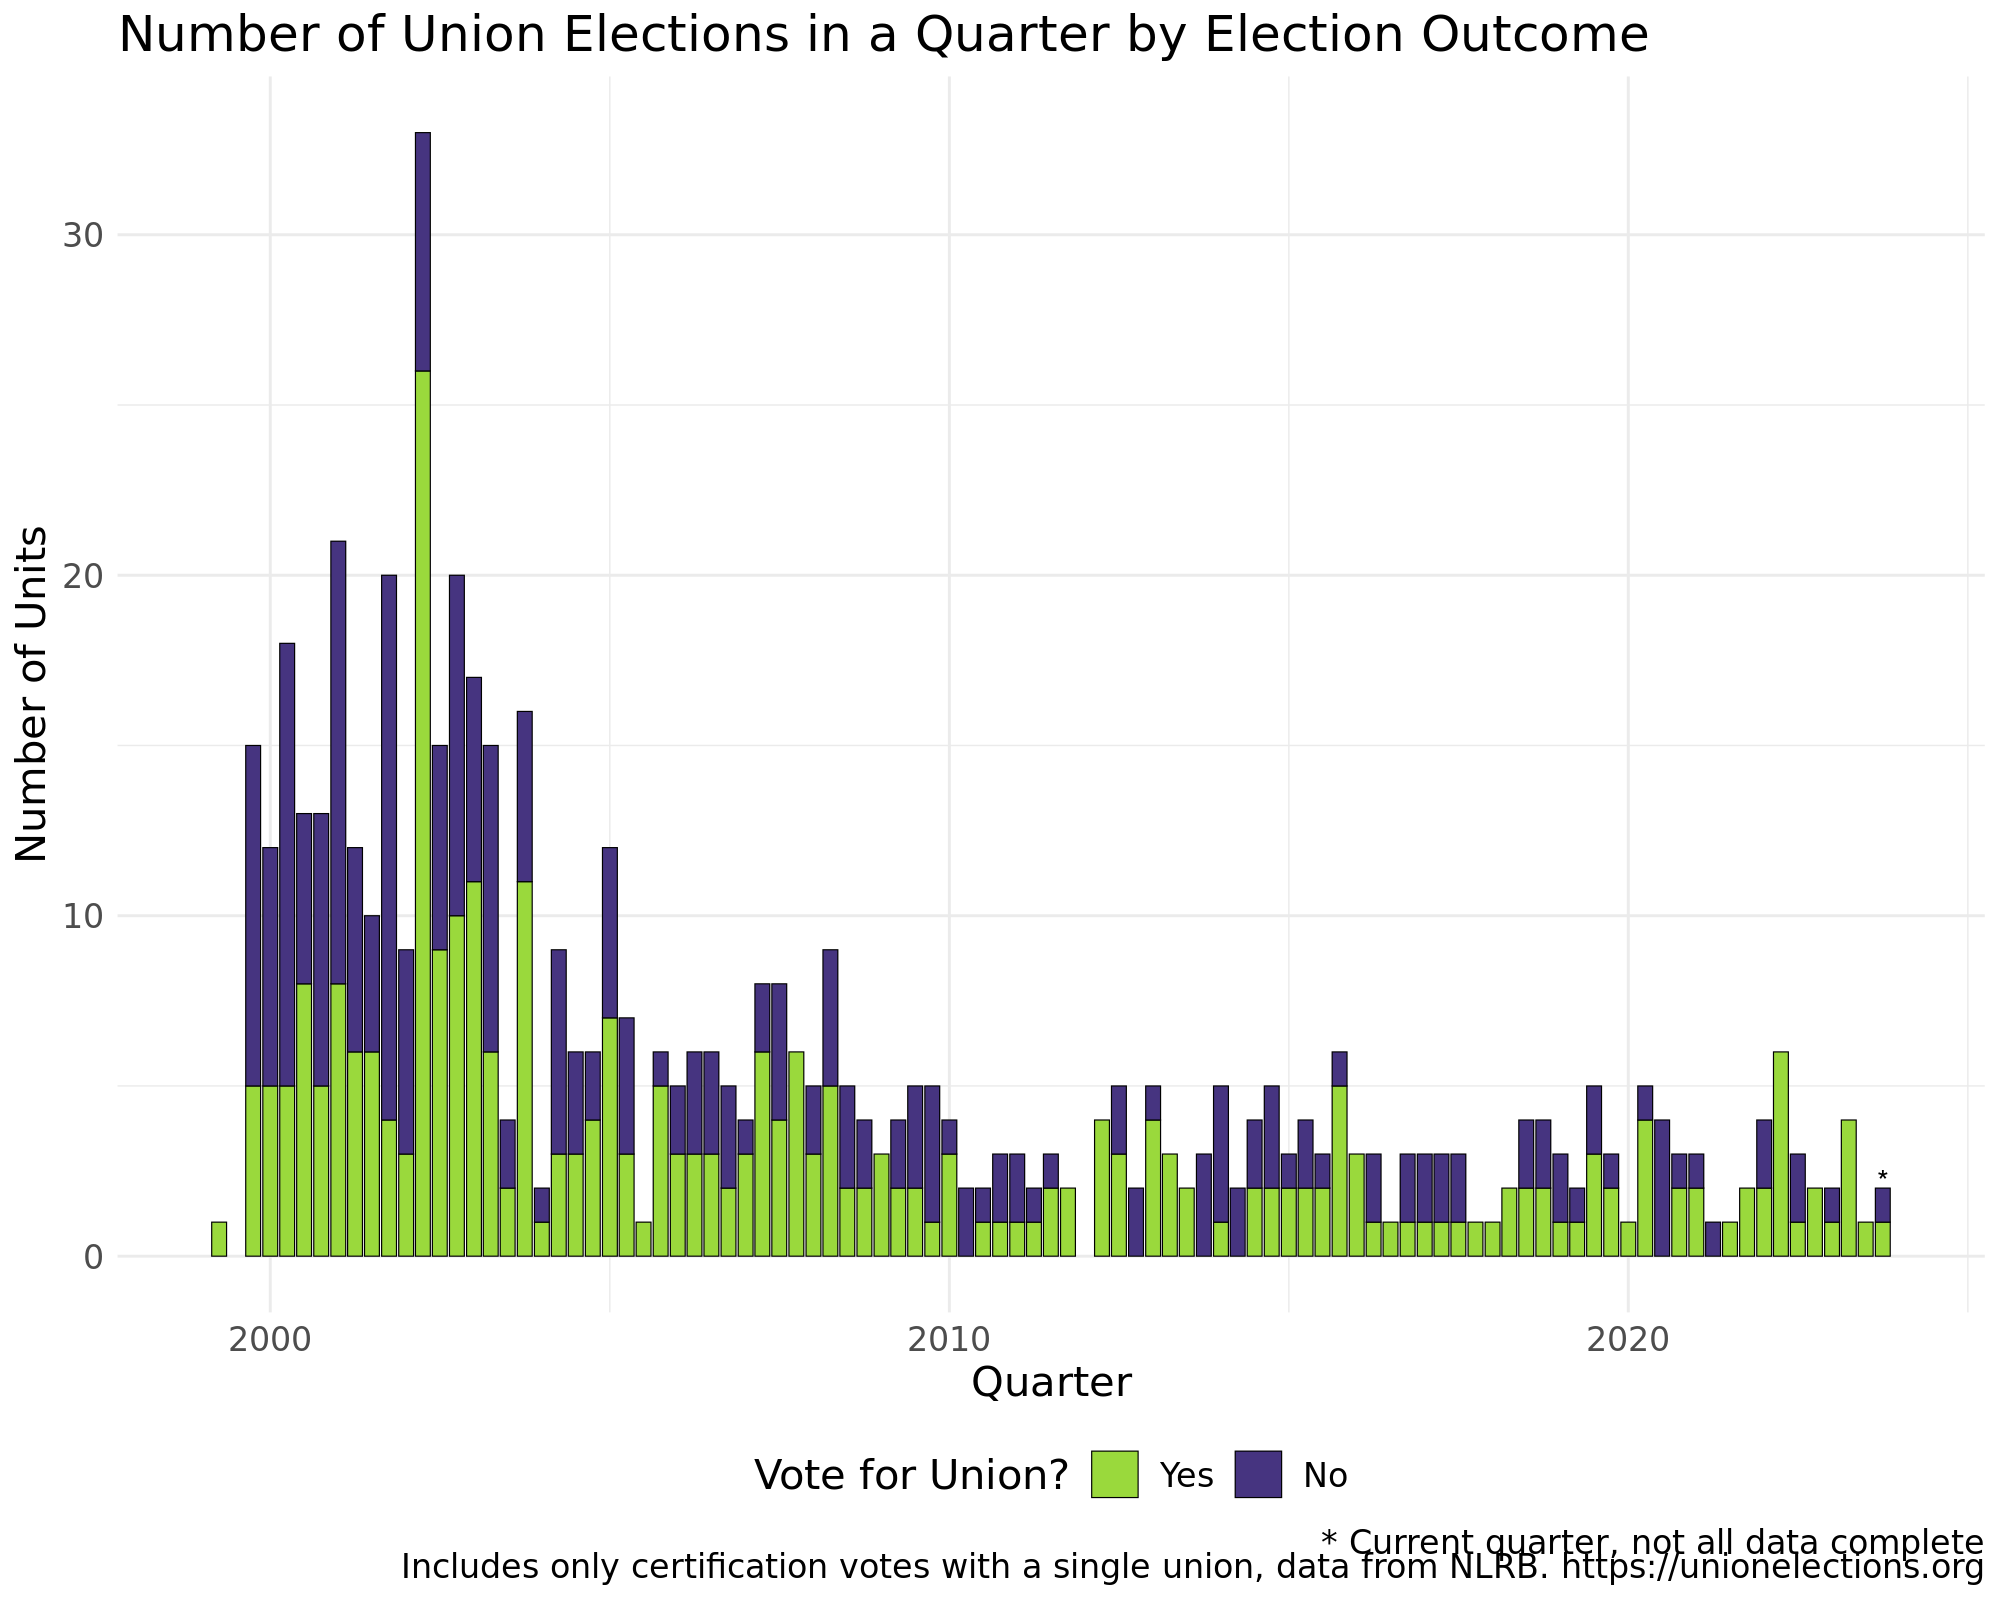 Number of Union Elections in a Quarter by Election Outcome
Number of Units
30
20
10
0
*
2000
2010
2020
Quarter
Vote for Union?
Yes
No
* Current quarter, not all data complete
Includes only certification votes with a single union, data from NLRB. https://unionelections.org